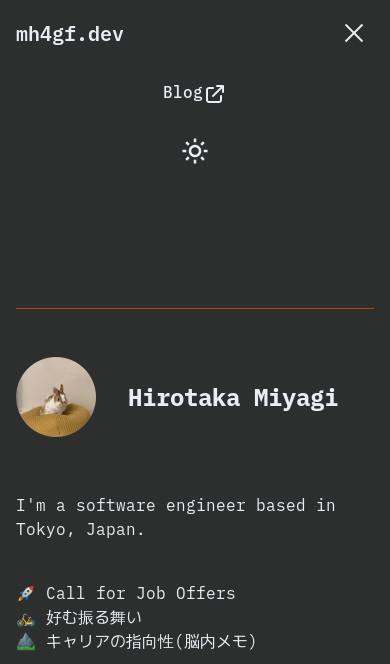 mh4gf.dev
Blog
Hirotaka Miyagi
I'm a software engineer based in
Tokyo, Japan.
🚀 Call for Job Offers
🚲 好む振る舞い
⛰️ キャリアの指向性(脳内メモ)